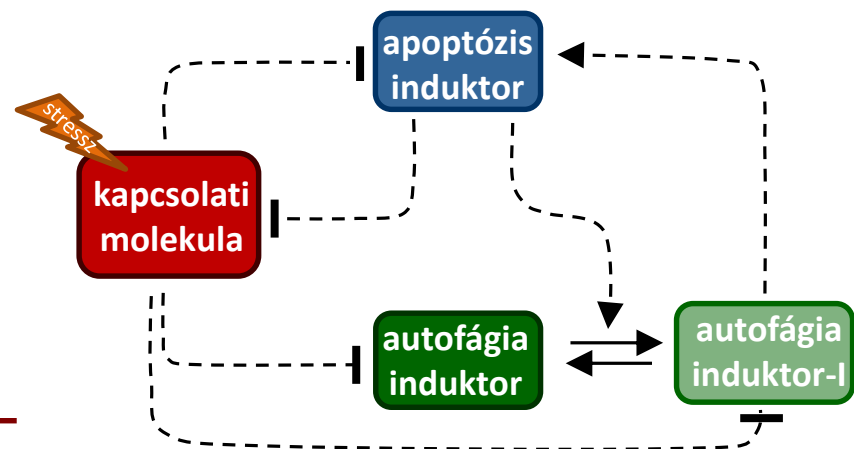 apoptózis
induktor
stressz
kapcsolati
molekula
autofágia
induktor
autofágia
induktor-I